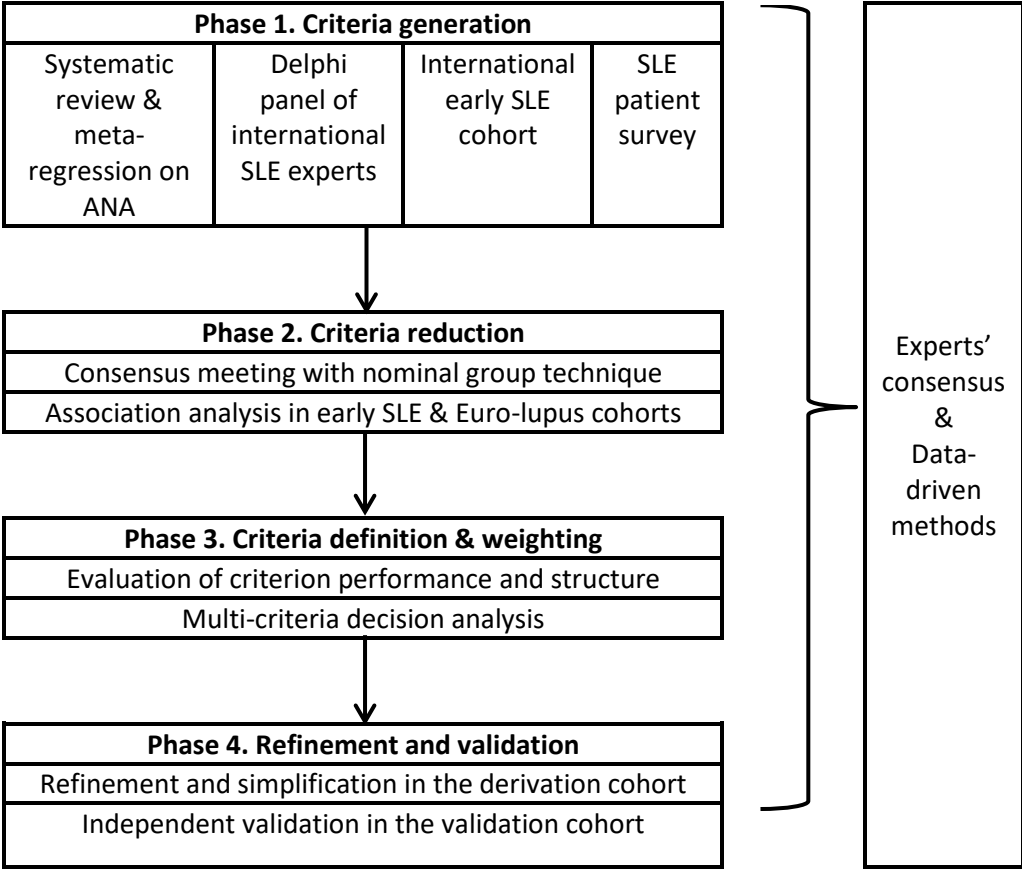 Phase 1. Criteria generation
Systematic
review &
meta-
regression on
ANA
Delphi
panel of
international
SLE experts
International
early SLE
cohort
SLE
patient
survey
Phase 2. Criteria reduction
Consensus meeting with nominal group technique
Association analysis in early SLE & Euro-lupus cohorts
Phase 3. Criteria definition & weighting
Evaluation of criterion performance and structure
Multi-criteria decision analysis
Phase 4. Refinement and validation
Refinement and simplification in the derivation cohort
Independent validation in the validation cohort
Experts’
consensus
&
Data-
driven
methods